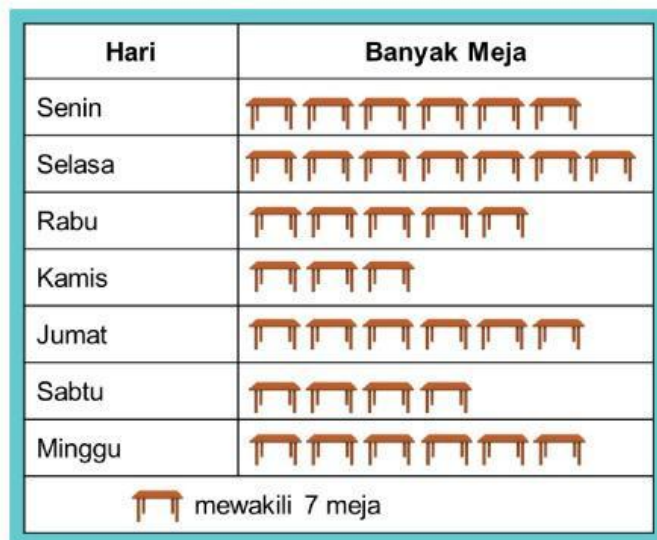 Hari Banyak Meja
Senin
Selasa
Rabu
Kamis
Jumat
Sabtu
Minggu
mewakili 7 meja